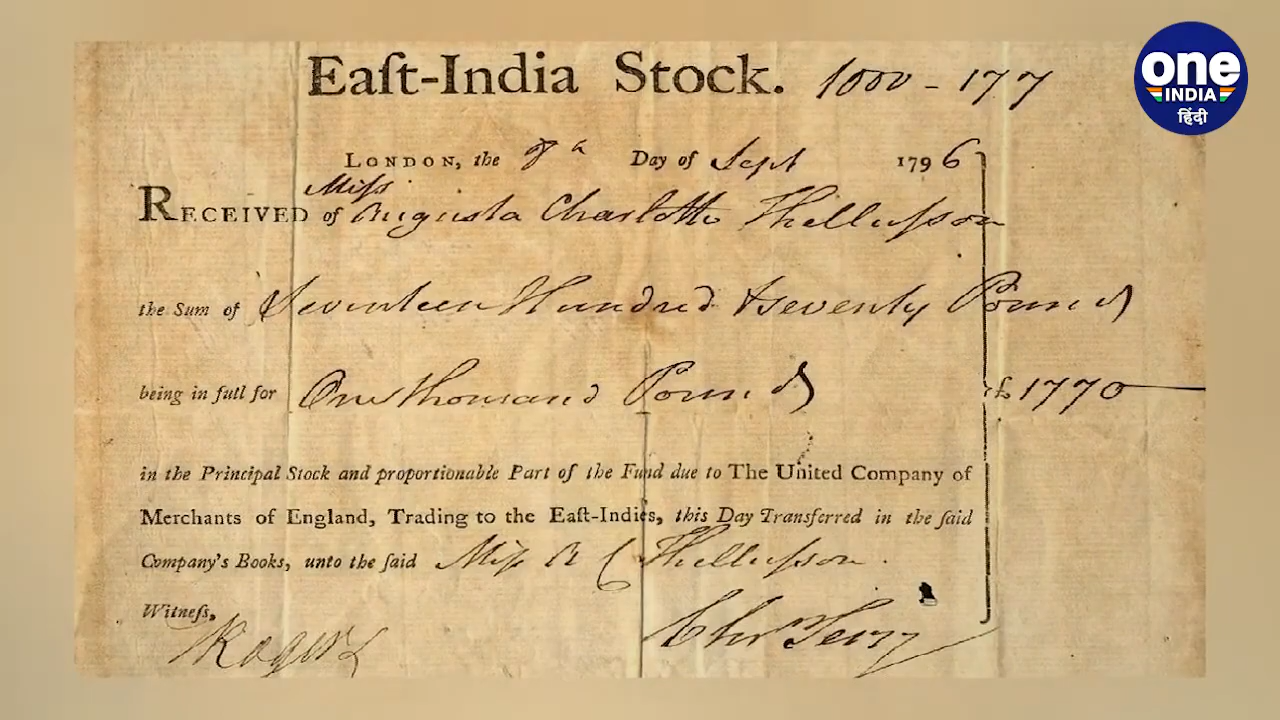 East-India Stock. 1000 - 177
one
INDIA
हिंदी
LONDON, the 8th Day of Sept 1796
Miss
RECEIVED of Augusta Charlotte Thellusson
the Sum of Seventeen Hundred & seventy Pounds
being in full for One thousand Pounds £1770
in the Principal Stock and proportionable Part of the Fund due to The United Company of
Merchants of England, Trading to the Eaſt-Indies, this Day Transferred in the ſaid
Company's Books, unto the ſaid Miſs A C Thelluſson.
Witneſs,